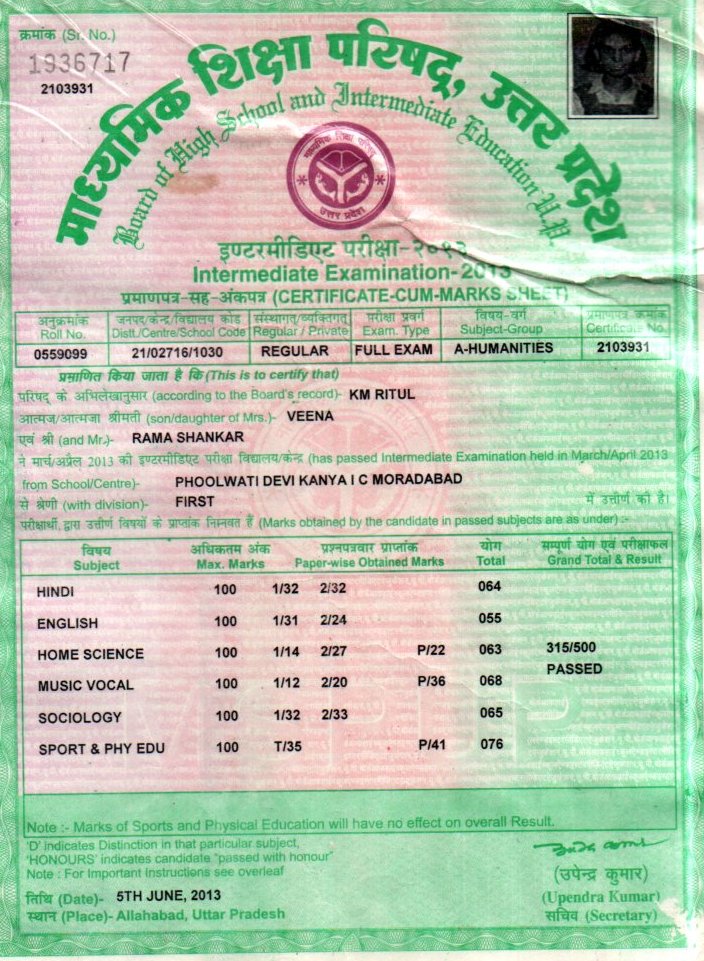 क्रमांक (Sr. No.)
1936717
2103931
माध्यमिक शिक्षा परिषद्, उत्तर प्रदेश
Board of High School and Intermediate Education U.P.
माध्यमिक शिक्षा परिषद
उत्तर प्रदेश
इण्टरमीडिएट परीक्षा-२०१३
Intermediate Examination-2013
प्रमाणपत्र-सह-अंकपत्र (CERTIFICATE-CUM-MARKS SHEET)
अनुक्रमांक जनपद/केन्द्र/विद्यालय कोड संस्थागत/व्यक्तिगत परीक्षा प्रवर्ग विषय-वर्ग प्रमाणपत्र क्रमांक
Roll No. Distt./Centre/School Code Regular / Private Exam. Type Subject-Group Certificate No.
0559099 21/02716/1030 REGULAR FULL EXAM A-HUMANITIES 2103931
प्रमाणित किया जाता है कि (This is to certify that)
परिषद् के अभिलेखानुसार (according to the Board's record)- KM RITUL
आत्मज/आत्मजा श्रीमती (son/daughter of Mrs.)- VEENA
एवं श्री (and Mr.)- RAMA SHANKAR
ने मार्च/अप्रैल 2013 की इण्टरमीडिएट परीक्षा विद्यालय/केन्द्र (has passed Intermediate Examination held in March/April 2013
from School/Centre)- PHOOLWATI DEVI KANYA I C MORADABAD
से श्रेणी (with division)- FIRST में उत्तीर्ण की है।
परीक्षार्थी द्वारा उत्तीर्ण विषयों के प्राप्तांक निम्नवत हैं (Marks obtained by the candidate in passed subjects are as under) :-
विषय अधिकतम अंक प्रश्नपत्रवार प्राप्तांक योग सम्पूर्ण योग एवं परीक्षाफल
Subject Max. Marks Paper-wise Obtained Marks Total Grand Total & Result
HINDI 100 1/32 2/32 064
ENGLISH 100 1/31 2/24 055
HOME SCIENCE 100 1/14 2/27 P/22 063 315/500
PASSED
MUSIC VOCAL 100 1/12 2/20 P/36 068
SOCIOLOGY 100 1/32 2/33 065
SPORT & PHY EDU 100 T/35 P/41 076
Note :- Marks of Sports and Physical Education will have no effect on overall Result.
'D' indicates Distinction in that particular subject,
'HONOURS' indicates candidate "passed with honour"
Note : For Important Instructions see overleaf
(उपेन्द्र कुमार)
तिथि (Date)- 5TH JUNE, 2013 (Upendra Kumar)
स्थान (Place)- Allahabad, Uttar Pradesh सचिव (Secretary)